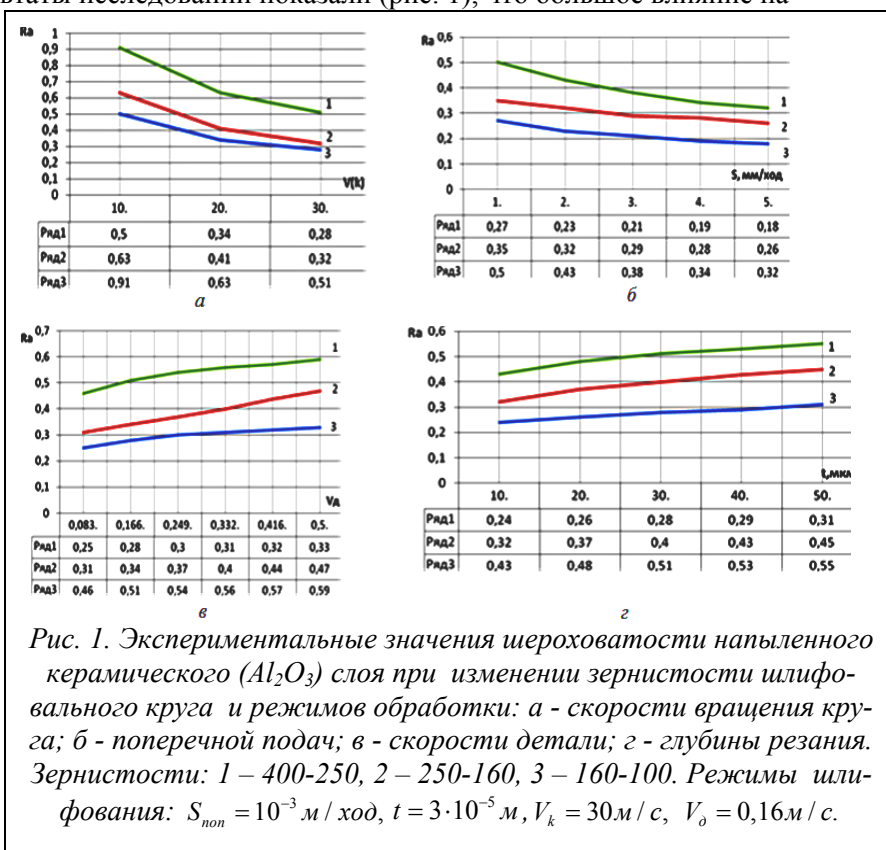 таты исследований показали (рис. 1), что большое влияние на
Ra 1
0,9
0,8
0,7
0,6
0,5
0,4
0,3
0,2
0,1
0
1
2
3
V(k)
10. 20. 30.
Ряд1 0,5 0,34 0,28
Ряд2 0,63 0,41 0,32
Ряд3 0,91 0,63 0,51
а
Ra 0,6
0,5
0,4
0,3
0,2
0,1
0
1
2
3
S, мм/ход
1. 2. 3. 4. 5.
Ряд1 0,27 0,23 0,21 0,19 0,18
Ряд2 0,35 0,32 0,29 0,28 0,26
Ряд3 0,5 0,43 0,38 0,34 0,32
б
Ra 0,7
0,6
0,5
0,4
0,3
0,2
0,1
0
1
2
3
Vд
0,083. 0,166. 0,249. 0,332. 0,416. 0,5.
Ряд1 0,25 0,28 0,3 0,31 0,32 0,33
Ряд2 0,31 0,34 0,37 0,4 0,44 0,47
Ряд3 0,46 0,51 0,54 0,56 0,57 0,59
в
Ra 0,6
0,5
0,4
0,3
0,2
0,1
0
1
2
3
t,мкм
10. 20. 30. 40. 50.
Ряд1 0,24 0,26 0,28 0,29 0,31
Ряд2 0,32 0,37 0,4 0,43 0,45
Ряд3 0,43 0,48 0,51 0,53 0,55
г
Рис. 1. Экспериментальные значения шероховатости напыленного
керамического (Al₂O₃) слоя при изменении зернистости шлифо-
вального круга и режимов обработки: а - скорости вращения кру-
га; б - поперечной подач; в - скорости детали; г - глубины резания.
Зернистости: 1 – 400-250, 2 – 250-160, 3 – 160-100. Режимы шли-
фования: Sпоп = 10⁻³ м / ход, t = 3·10⁻⁵ м, Vk = 30м / с, Vд = 0,16м / с.